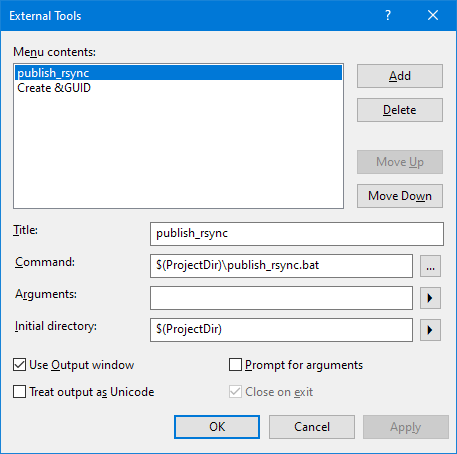 External Tools
Menu contents:
publish_rsync
Create &GUID
Add
Delete
Move Up
Move Down
Title:
publish_rsync
Command:
$(ProjectDir)\publish_rsync.bat
...
Arguments:
Initial directory:
$(ProjectDir)
Use Output window
Prompt for arguments
Treat output as Unicode
Close on exit
OK
Cancel
Apply